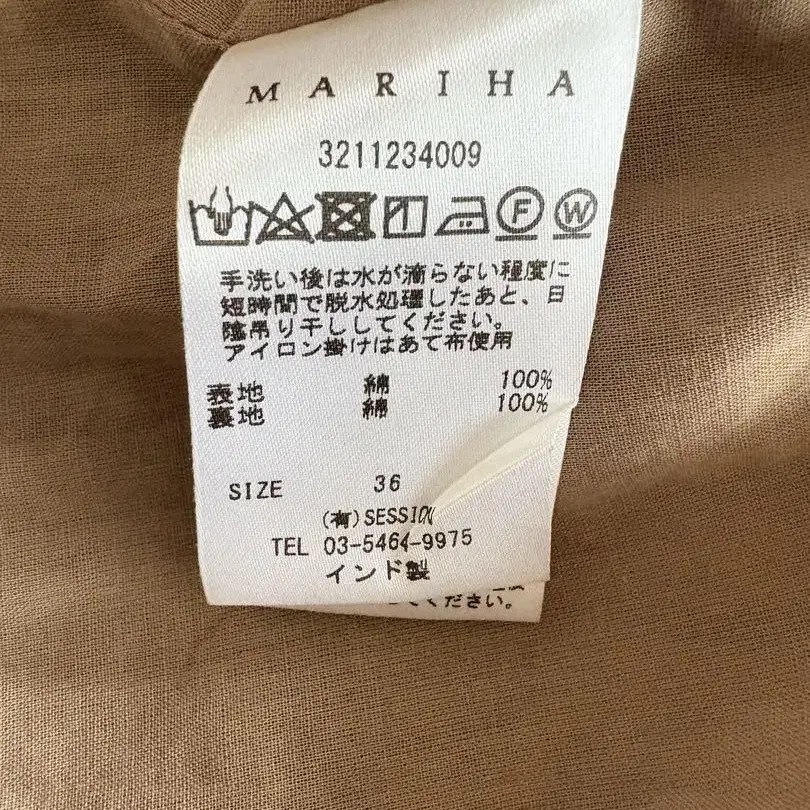 MARIHA
3211234009
F W
手洗い後は水が滴らない程度に
短時間で脱水処理したあと、日
陰吊り干ししてください。
アイロン掛けはあて布使用
表地 綿 100%
裏地 綿 100%
SIZE 36
(有)SESSION
TEL 03-5464-9975
インド製
てください。